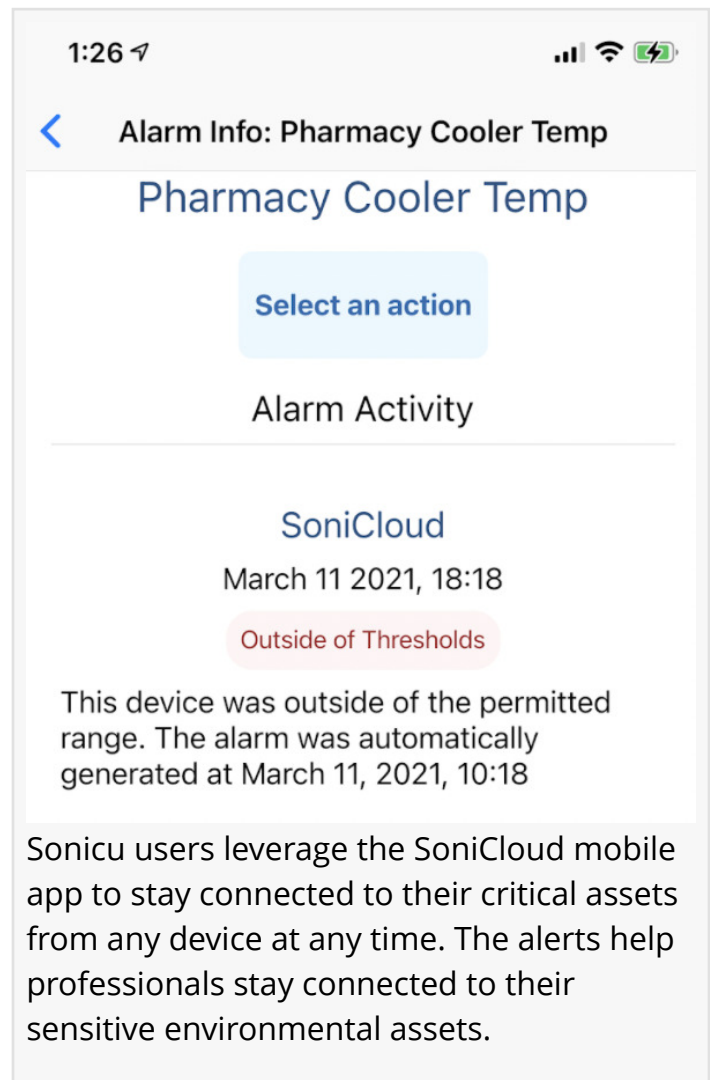 1:26
Alarm Info: Pharmacy Cooler Temp
Pharmacy Cooler Temp
Select an action
Alarm Activity
SoniCloud
March 11 2021, 18:18
Outside of Thresholds
This device was outside of the permitted
range. The alarm was automatically
generated at March 11, 2021, 10:18
Sonicu users leverage the SoniCloud mobile
app to stay connected to their critical assets
from any device at any time. The alerts help
professionals stay connected to their
sensitive environmental assets.